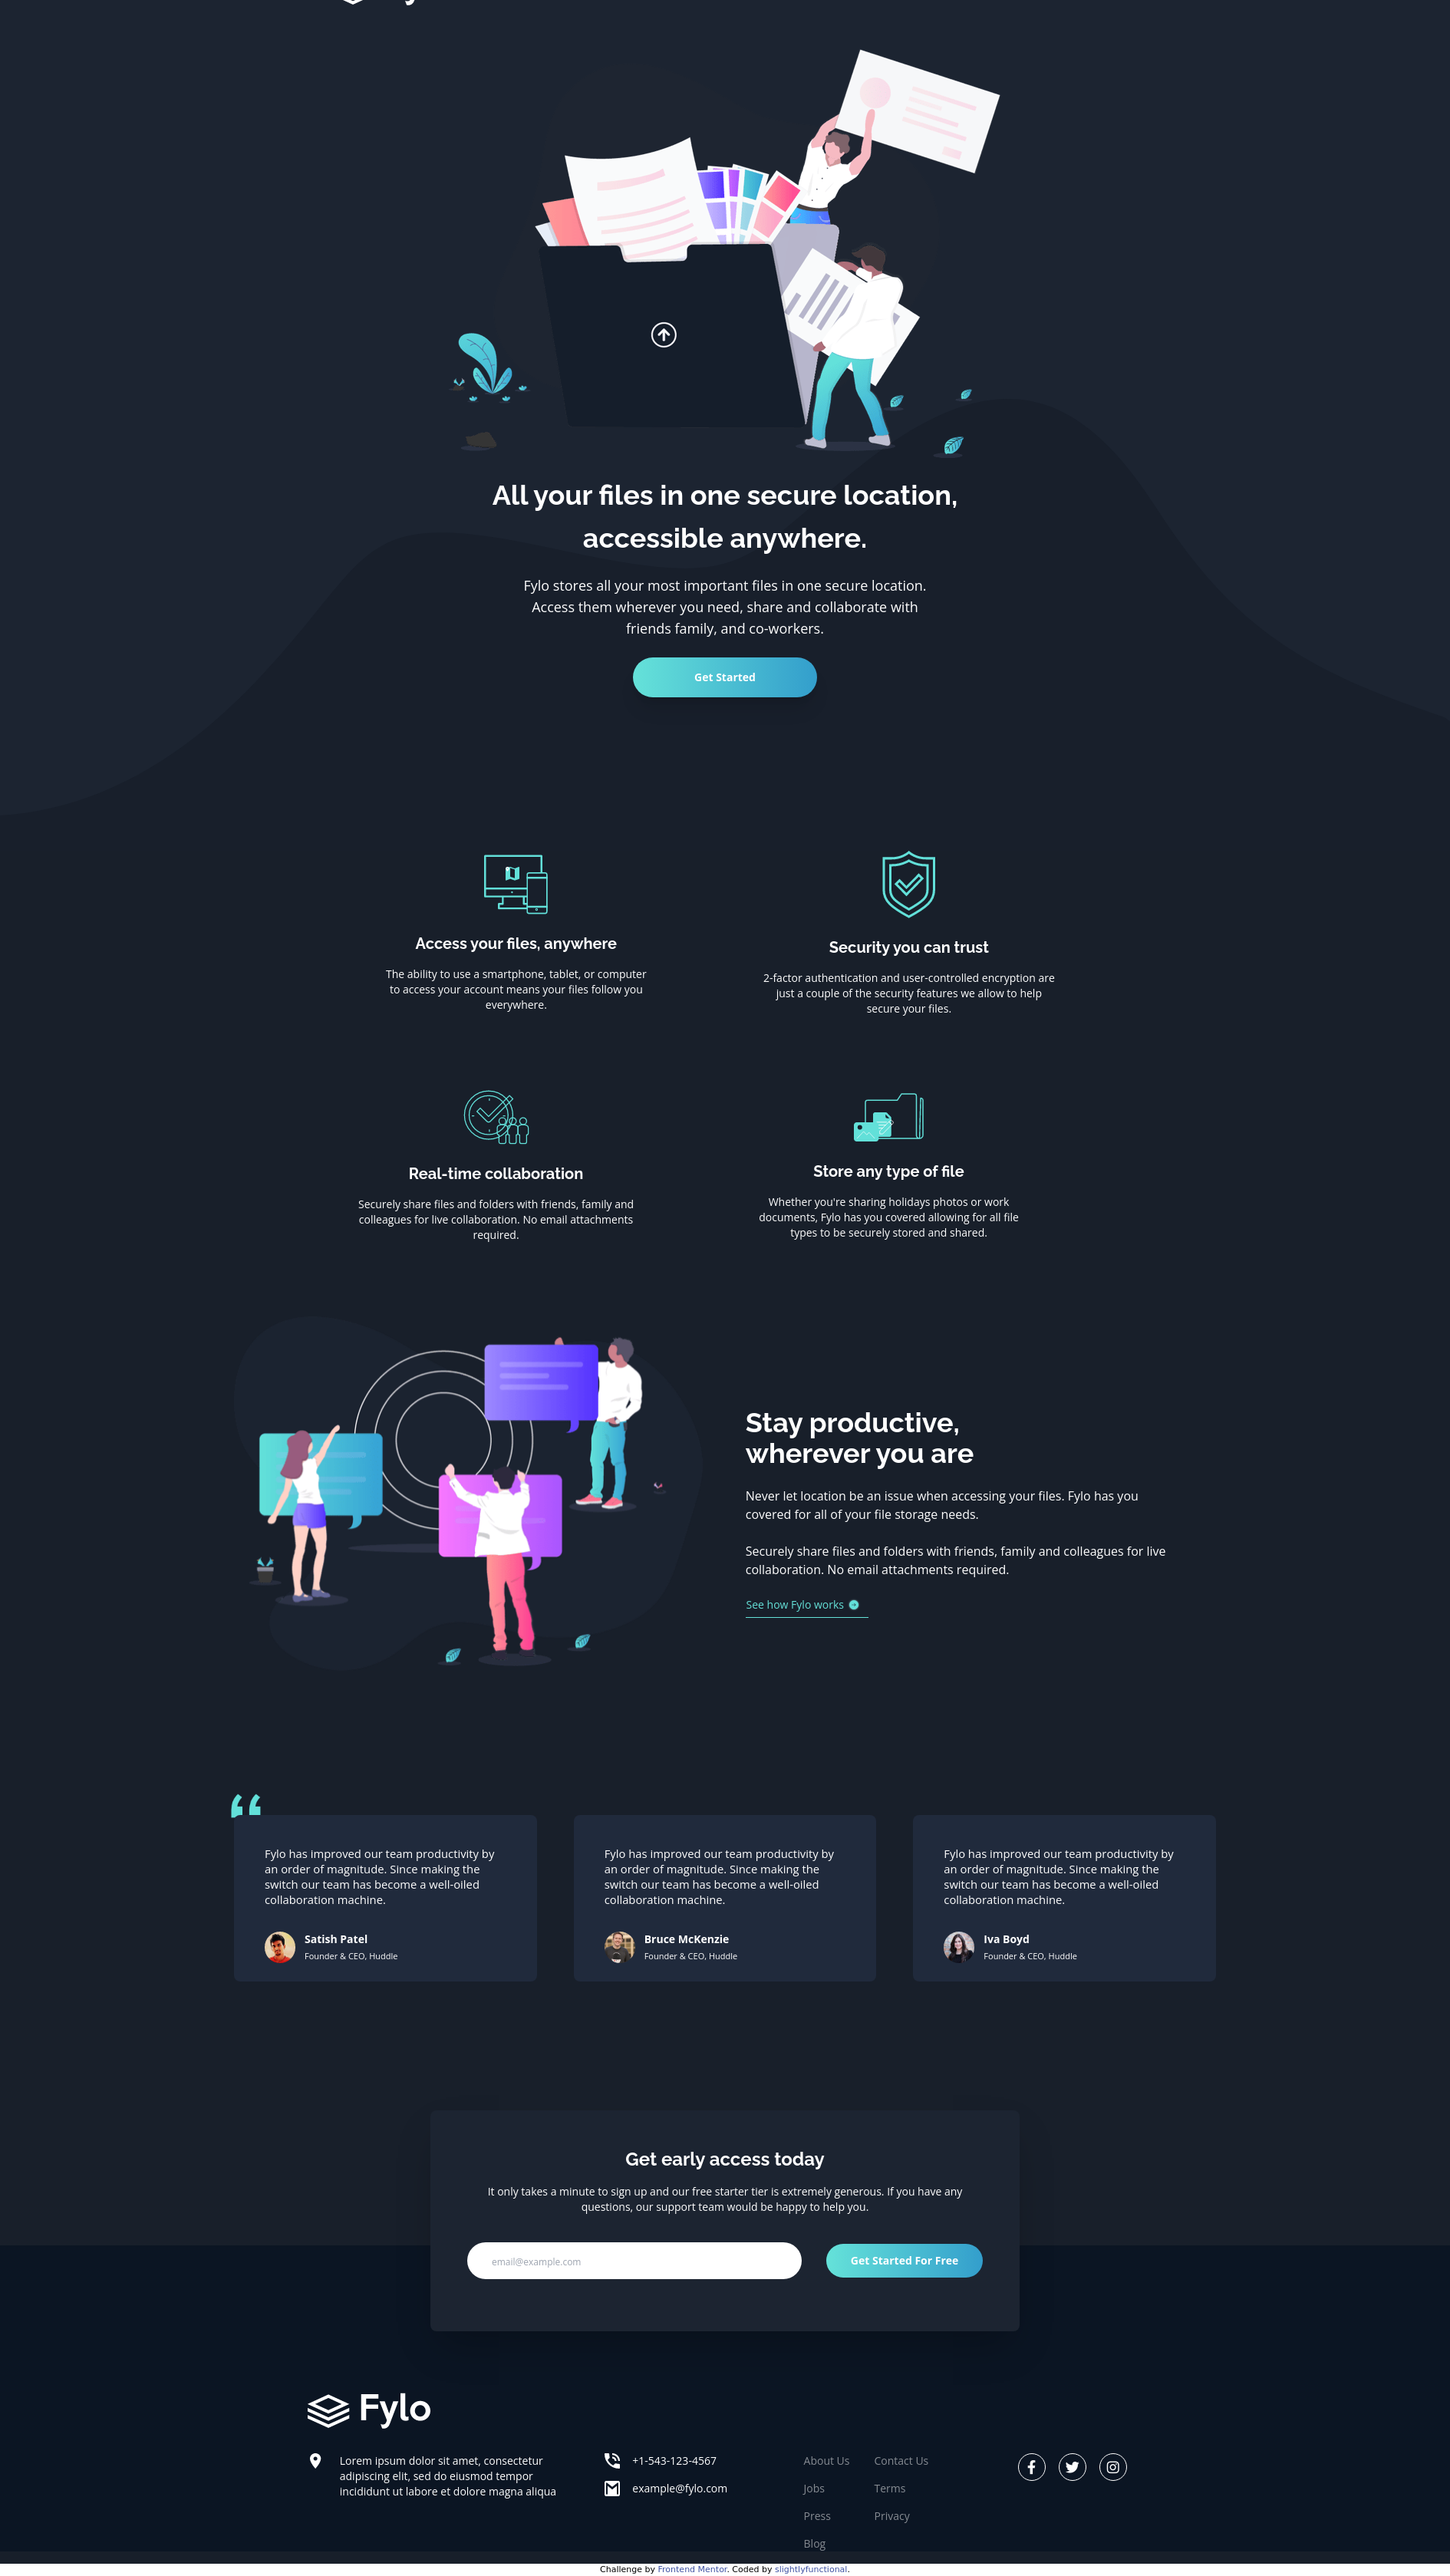 All your files in one secure location,
accessible anywhere.
Fylo stores all your most important files in one secure location.
Access them wherever you need, share and collaborate with
friends family, and co-workers.
Get Started
Access your files, anywhere
The ability to use a smartphone, tablet, or computer
to access your account means your files follow you
everywhere.
Security you can trust
2-factor authentication and user-controlled encryption are
just a couple of the security features we allow to help
secure your files.
Real-time collaboration
Securely share files and folders with friends, family and
colleagues for live collaboration. No email attachments
required.
Store any type of file
Whether you're sharing holidays photos or work
documents, Fylo has you covered allowing for all file
types to be securely stored and shared.
Stay productive,
wherever you are
Never let location be an issue when accessing your files. Fylo has you
covered for all of your file storage needs.
Securely share files and folders with friends, family and colleagues for live
collaboration. No email attachments required.
See how Fylo works
Fylo has improved our team productivity by
an order of magnitude. Since making the
switch our team has become a well-oiled
collaboration machine.
Satish Patel
Founder & CEO, Huddle
Fylo has improved our team productivity by
an order of magnitude. Since making the
switch our team has become a well-oiled
collaboration machine.
Bruce McKenzie
Founder & CEO, Huddle
Fylo has improved our team productivity by
an order of magnitude. Since making the
switch our team has become a well-oiled
collaboration machine.
Iva Boyd
Founder & CEO, Huddle
Get early access today
It only takes a minute to sign up and our free starter tier is extremely generous. If you have any
questions, our support team would be happy to help you.
email@example.com
Get Started For Free
Fylo
Lorem ipsum dolor sit amet, consectetur
adipiscing elit, sed do eiusmod tempor
incididunt ut labore et dolore magna aliqua
+1-543-123-4567
example@fylo.com
About Us
Jobs
Press
Blog
Contact Us
Terms
Privacy
Challenge by Frontend Mentor. Coded by slightlyfunctional.